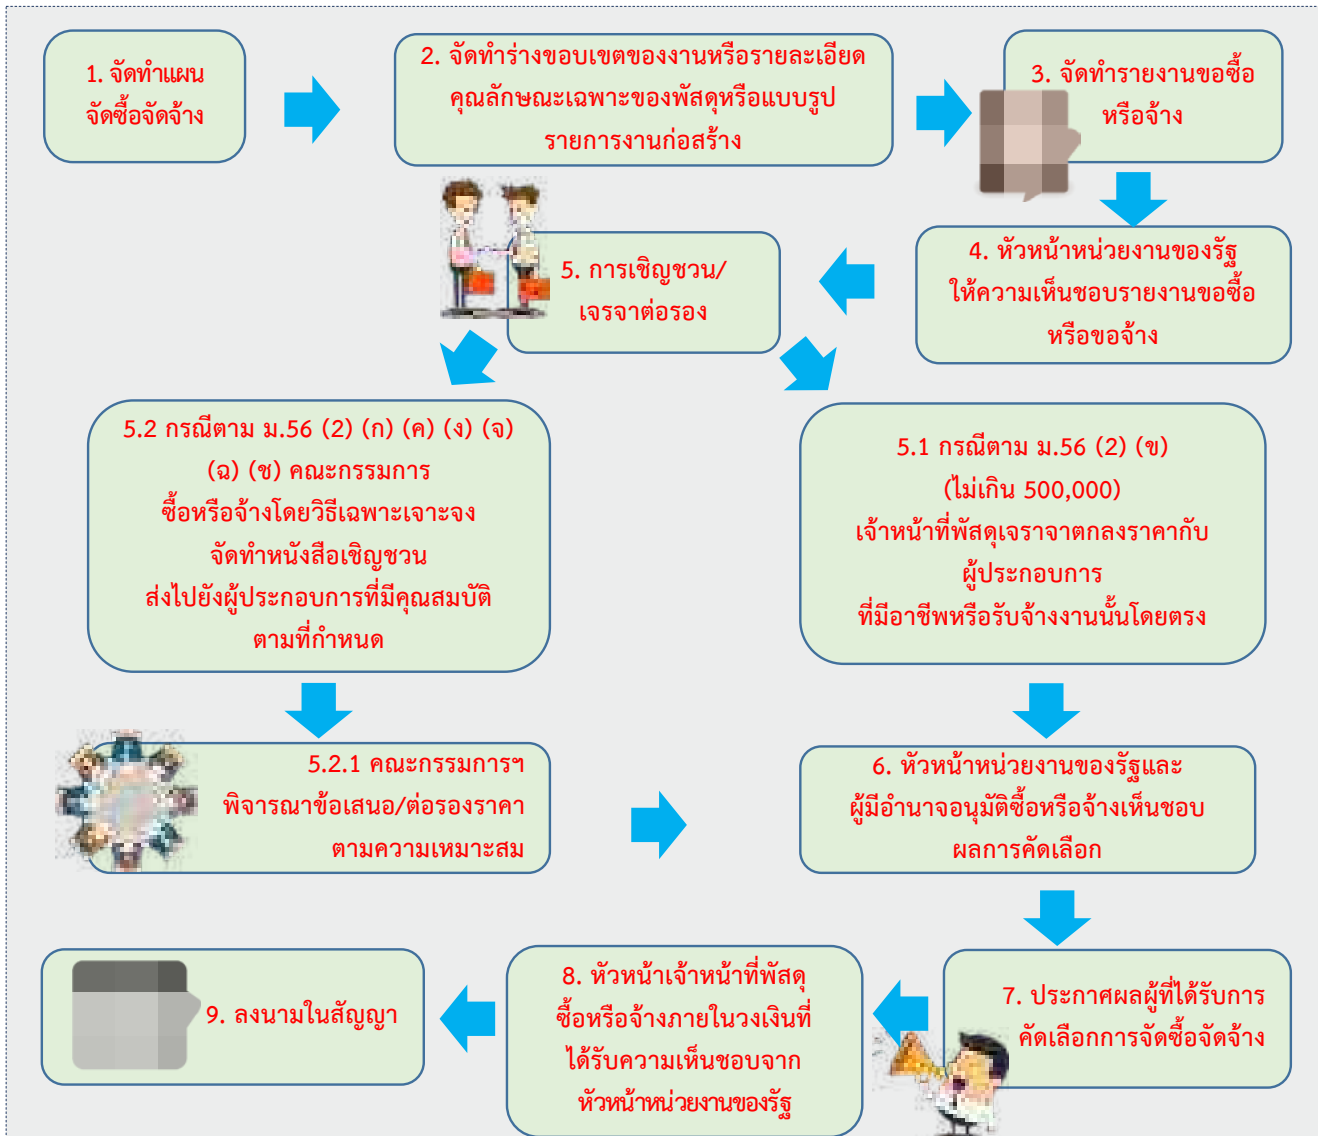 1. จัดทำแผน
จัดซื้อจัดจ้าง
2. จัดทำร่างขอบเขตของงานหรือรายละเอียด
คุณลักษณะเฉพาะของพัสดุหรือแบบรูป
รายการงานก่อสร้าง
3. จัดทำรายงานขอซื้อ
หรือจ้าง
4. หัวหน้าหน่วยงานของรัฐ
ให้ความเห็นชอบรายงานขอซื้อ
หรือขอจ้าง
5. การเชิญชวน/
เจรจาต่อรอง
5.2 กรณีตาม ม.56 (2) (ก) (ค) (ง) (จ)
(ฉ) (ช) คณะกรรมการ
ซื้อหรือจ้างโดยวิธีเฉพาะเจาะจง
จัดทำหนังสือเชิญชวน
ส่งไปยังผู้ประกอบการที่มีคุณสมบัติ
ตามที่กำหนด
5.1 กรณีตาม ม.56 (2) (ข)
(ไม่เกิน 500,000)
เจ้าหน้าที่พัสดุเจราจาตกลงราคากับ
ผู้ประกอบการ
ที่มีอาชีพหรือรับจ้างงานนั้นโดยตรง
5.2.1 คณะกรรมการฯ
พิจารณาข้อเสนอ/ต่อรองราคา
ตามความเหมาะสม
6. หัวหน้าหน่วยงานของรัฐและ
ผู้มีอำนาจอนุมัติซื้อหรือจ้างเห็นชอบ
ผลการคัดเลือก
7. ประกาศผลผู้ที่ได้รับการ
คัดเลือกการจัดซื้อจัดจ้าง
8. หัวหน้าเจ้าหน้าที่พัสดุ
ซื้อหรือจ้างภายในวงเงินที่
ได้รับความเห็นชอบจาก
หัวหน้าหน่วยงานของรัฐ
9. ลงนามในสัญญา